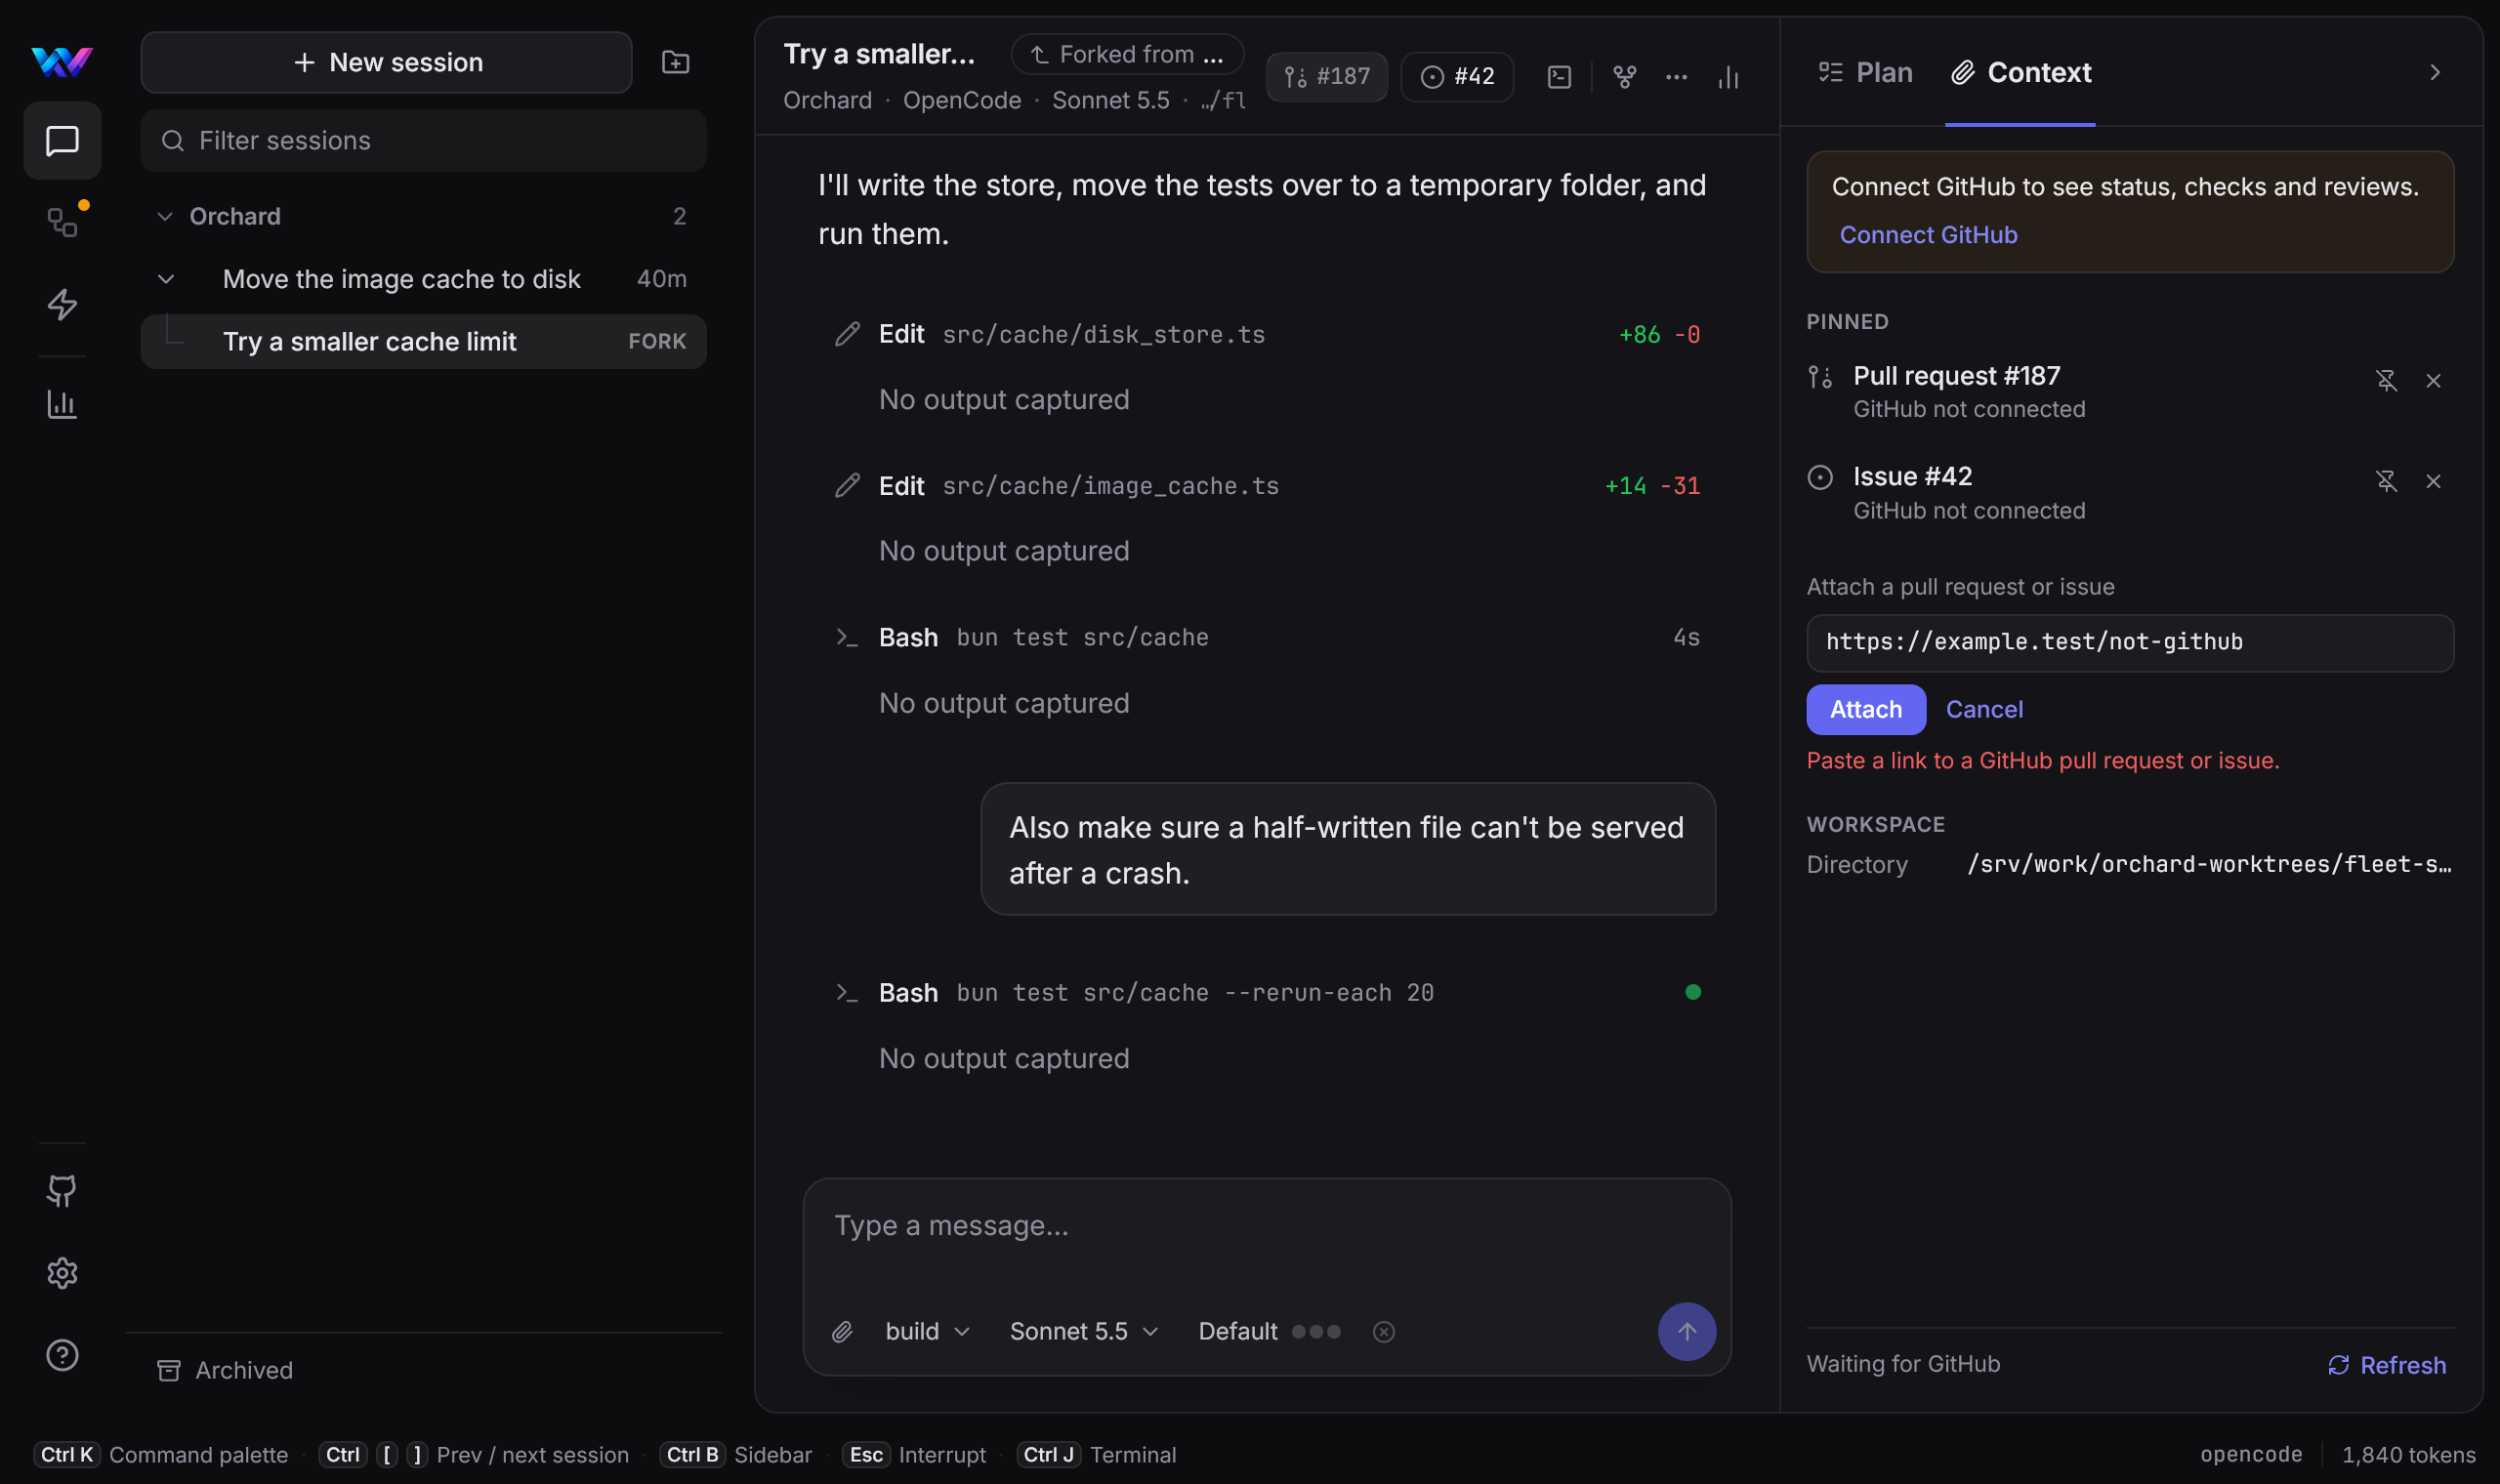 New session
Filter sessions
Orchard 2
Move the image cache to disk 40m
Try a smaller cache limit FORK
Archived
Try a smaller... Forked from ...
Orchard · OpenCode · Sonnet 5.5 · …/fl
#187
#42
I'll write the store, move the tests over to a temporary folder, and
run them.
Edit src/cache/disk_store.ts +86 -0
No output captured
Edit src/cache/image_cache.ts +14 -31
No output captured
Bash bun test src/cache 4s
No output captured
Also make sure a half-written file can't be served
after a crash.
Bash bun test src/cache --rerun-each 20
No output captured
Type a message...
build Sonnet 5.5 Default
Plan Context
Connect GitHub to see status, checks and reviews.
Connect GitHub
PINNED
Pull request #187
GitHub not connected
Issue #42
GitHub not connected
Attach a pull request or issue
https://example.test/not-github
Attach Cancel
Paste a link to a GitHub pull request or issue.
WORKSPACE
Directory /srv/work/orchard-worktrees/fleet-s…
Waiting for GitHub Refresh
Ctrl K Command palette · Ctrl [ ] Prev / next session · Ctrl B Sidebar · Esc Interrupt · Ctrl J Terminal
opencode 1,840 tokens